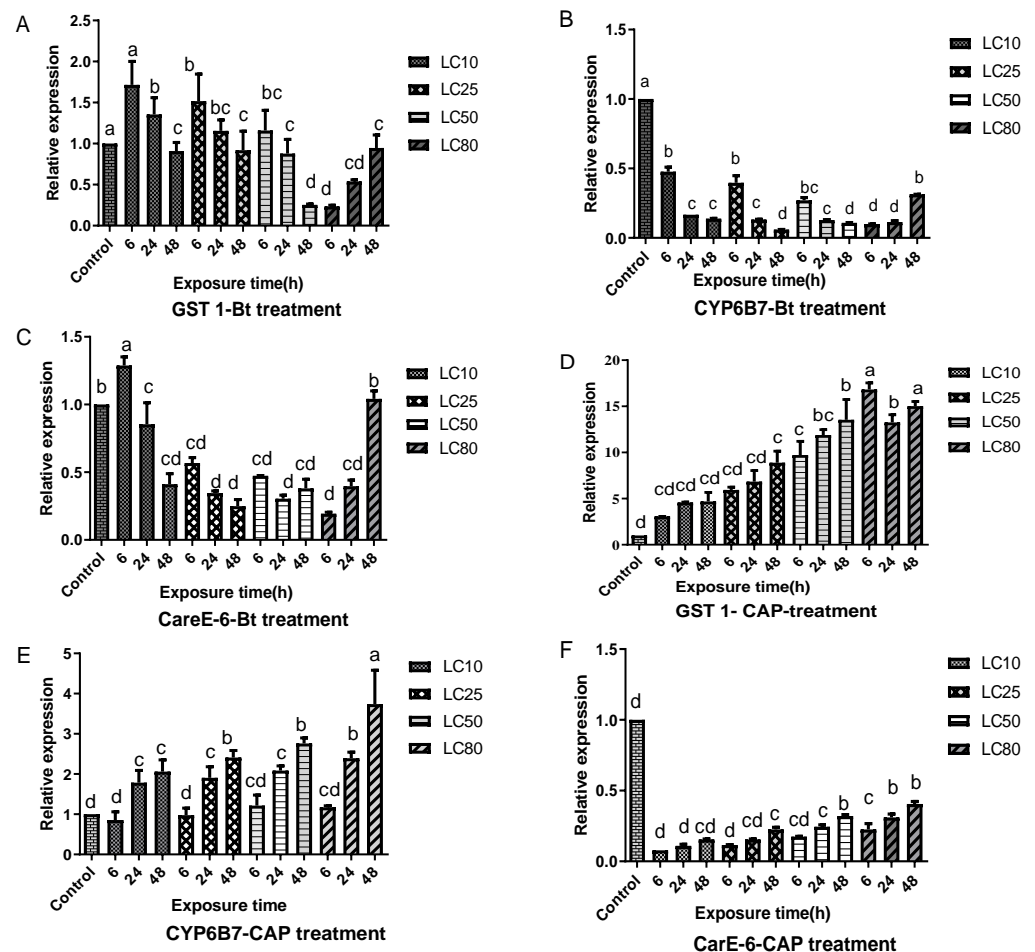 A
Relative expression
2.5
2.0
1.5
1.0
0.5
0.0
a
a
b
c
b
bc
c
bc
c
d
d
cd
c
Control
6
24
48
6
24
48
6
24
48
6
24
48
Exposure time(h)
GST 1-Bt treatment
LC10
LC25
LC50
LC80
B
Relative expression
1.5
1.0
0.5
0.0
a
b
c
c
b
c
d
bc
c
d
d
d
b
Control
6
24
48
6
24
48
6
24
48
6
24
48
Exposure time(h)
CYP6B7-Bt treatment
LC10
LC25
LC50
LC80
C
Relative expression
1.5
1.0
0.5
0.0
b
a
c
cd
cd
d
d
cd
d
cd
d
cd
b
Control
6
24
48
6
24
48
6
24
48
6
24
48
Exposure time(h)
CareE-6-Bt treatment
LC10
LC25
LC50
LC80
D
Relative expression
20
15
10
5
0
d
cd
cd
cd
cd
cd
c
c
bc
b
a
b
a
Control
6
24
48
6
24
48
6
24
48
6
24
48
Exposure time(h)
GST 1- CAP-treatment
LC10
LC25
LC50
LC80
E
Relative expression
5
4
3
2
1
0
d
d
c
c
d
c
b
cd
c
b
cd
b
a
Control
6
24
48
6
24
48
6
24
48
6
24
48
Exposure time
CYP6B7-CAP treatment
LC10
LC25
LC50
LC80
F
Relative expression
1.5
1.0
0.5
0.0
d
d
d
cd
d
cd
c
cd
c
b
c
b
b
Control
6
24
48
6
24
48
6
24
48
6
24
48
Exposure time(h)
CarE-6-CAP treatment
LC10
LC25
LC50
LC80